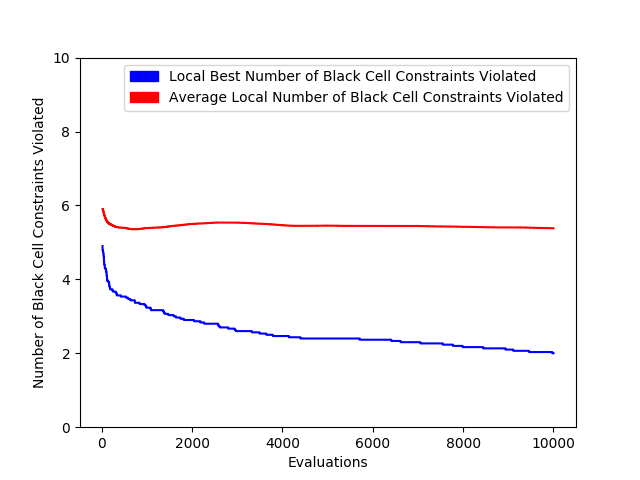 10
8
6
4
2
0
Number of Black Cell Constraints Violated
Local Best Number of Black Cell Constraints Violated
Average Local Number of Black Cell Constraints Violated
0 2000 4000 6000 8000 10000
Evaluations